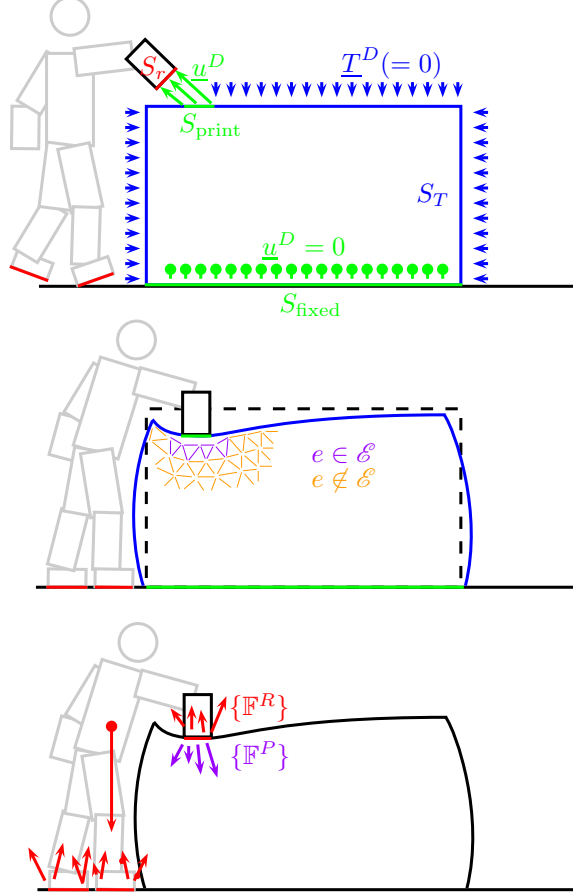 S_r
u^D
T^D(= 0)
S_print
S_T
u^D = 0
S_fixed
e ∈ ℰ
e ∉ ℰ
{𝔽^R}
{𝔽^P}